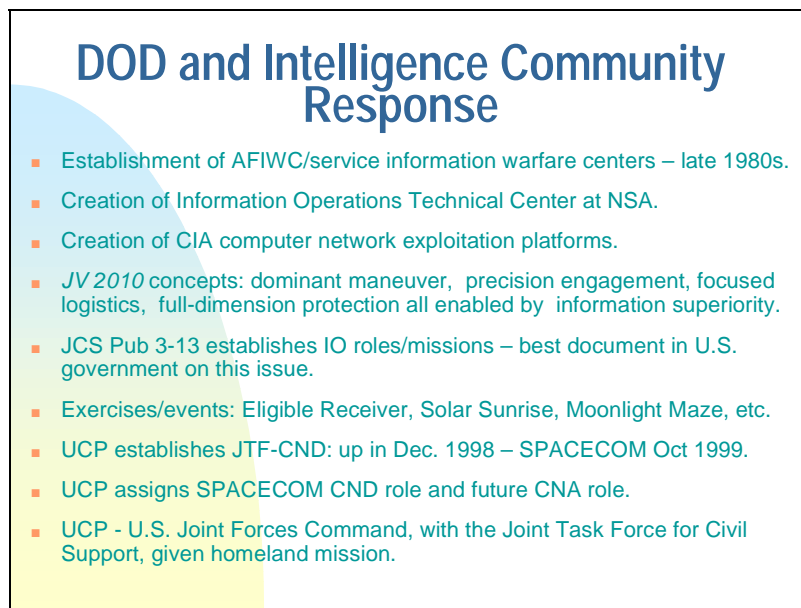 DOD and Intelligence Community
Response
■ Establishment of AFIWC/service information warfare centers – late 1980s.
■ Creation of Information Operations Technical Center at NSA.
■ Creation of CIA computer network exploitation platforms.
■ JV 2010 concepts: dominant maneuver, precision engagement, focused
logistics, full-dimension protection all enabled by information superiority.
■ JCS Pub 3-13 establishes IO roles/missions – best document in U.S.
government on this issue.
■ Exercises/events: Eligible Receiver, Solar Sunrise, Moonlight Maze, etc.
■ UCP establishes JTF-CND: up in Dec. 1998 – SPACECOM Oct 1999.
■ UCP assigns SPACECOM CND role and future CNA role.
■ UCP - U.S. Joint Forces Command, with the Joint Task Force for Civil
Support, given homeland mission.